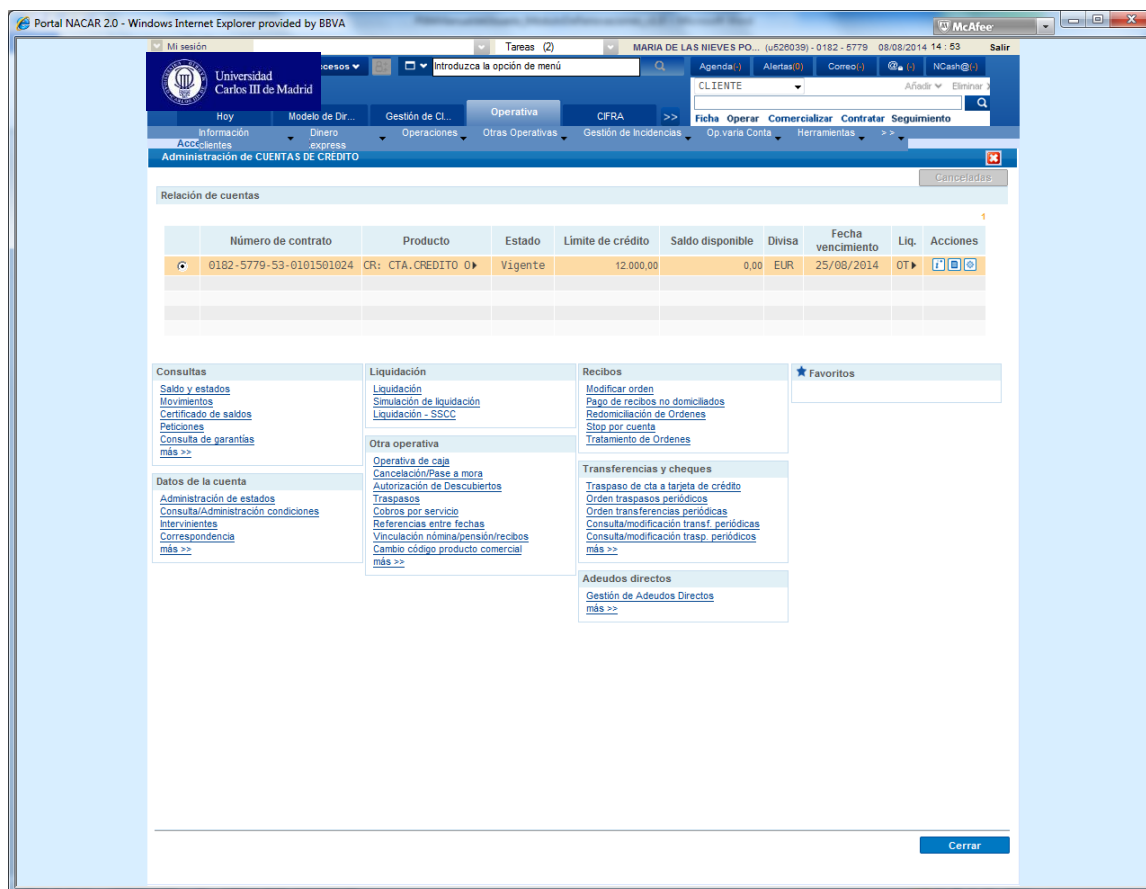 Portal NACAR 2.0 - Windows Internet Explorer provided by BBVA
McAfee
Mi sesión
Tareas (2)
MARIA DE LAS NIEVES PO... (u526039) - 0182 - 5779 08/08/2014 14 : 53 Salir
Universidad
Carlos III de Madrid
cesos
Introduzca la opción de menú
Agenda(-) Alertas(0) Correo(-) @ (-) NCash@(-)
CLIENTE
Añadir Eliminar
Hoy Modelo de Dir... Gestión de Cl... Operativa CIFRA >>
Ficha Operar Comercializar Contratar Seguimiento
Información clientes Dinero .express Operaciones Otras Operativas Gestión de Incidencias Op.varia Conta Herramientas >>
Acce
Administración de CUENTAS DE CRÉDITO
Canceladas
Relación de cuentas
1
Número de contrato Producto Estado Límite de crédito Saldo disponible Divisa Fecha vencimiento Liq. Acciones
0182-5779-53-0101501024 CR: CTA.CREDITO O Vigente 12.000,00 0,00 EUR 25/08/2014 OT
Consultas
Saldo y estados
Movimientos
Certificado de saldos
Peticiones
Consulta de garantías
más >>
Datos de la cuenta
Administración de estados
Consulta/Administración condiciones
Intervinientes
Correspondencia
más >>
Liquidación
Liquidación
Simulación de liquidación
Liquidación - SSCC
Otra operativa
Operativa de caja
Cancelación/Pase a mora
Autorización de Descubiertos
Traspasos
Cobros por servicio
Referencias entre fechas
Vinculación nómina/pensión/recibos
Cambio código producto comercial
más >>
Recibos
Modificar orden
Pago de recibos no domiciliados
Redomiciliación de Ordenes
Stop por cuenta
Tratamiento de Ordenes
Transferencias y cheques
Traspaso de cta a tarjeta de crédito
Orden traspasos periódicos
Orden transferencias periódicas
Consulta/modificación transf. periódicas
Consulta/modificación trasp. periódicos
más >>
Adeudos directos
Gestión de Adeudos Directos
más >>
Favoritos
Cerrar